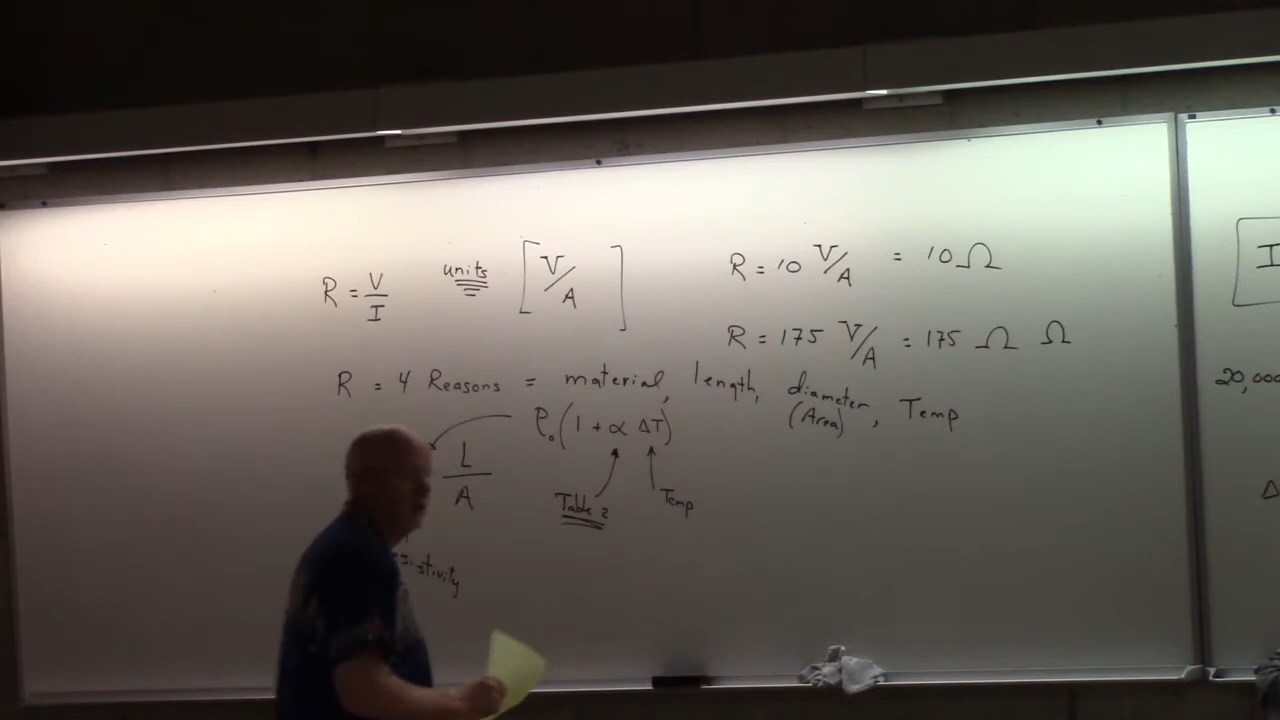 R = V/I units [V/A] R = 10 V/A = 10 Ω
R = 175 V/A = 175 Ω Ω
R = 4 Reasons = material, length, diameter, Temp
(Area)
ρ₀(1 + α ΔT)
L/A
Table 2 Temp
sistivity
I
20,000
Δ